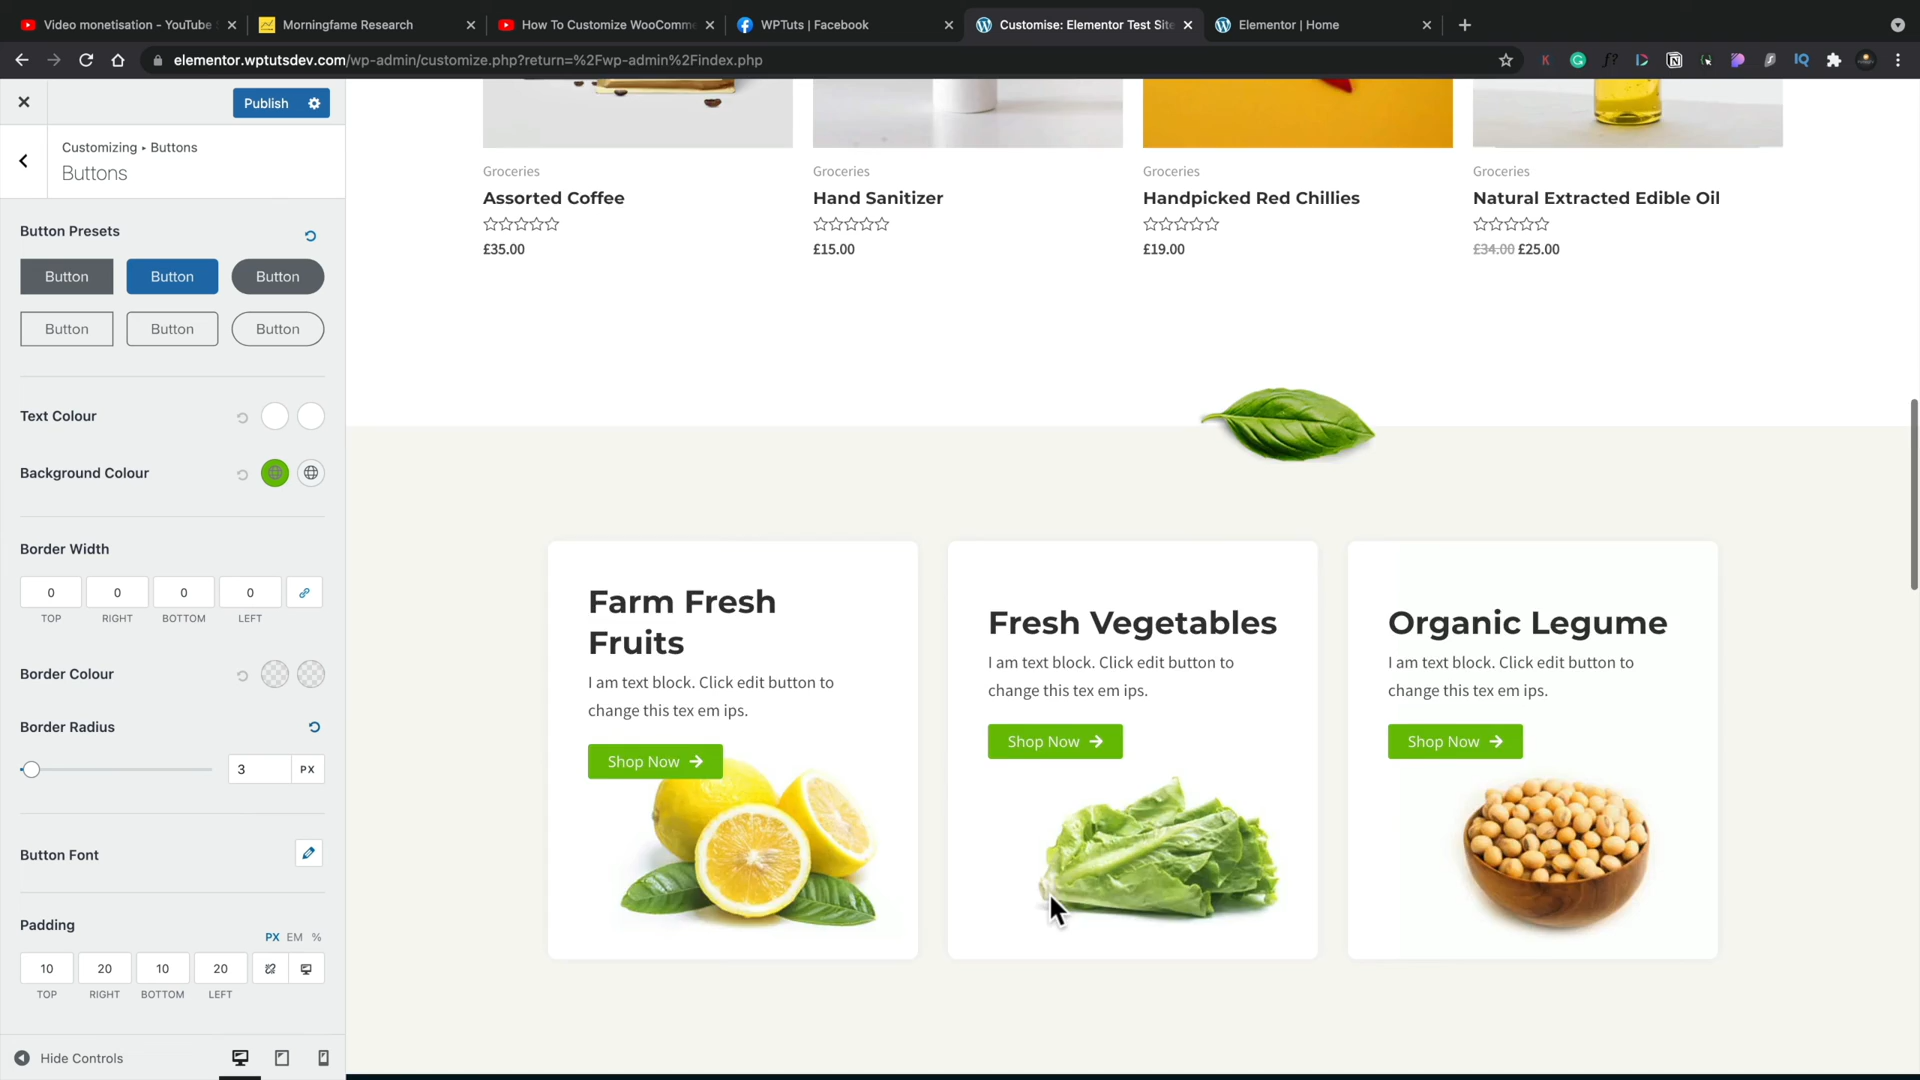 Video monetisation - YouTube
Morningfame Research
How To Customize WooComme
WPTuts | Facebook
Customise: Elementor Test Site
Elementor | Home
elementor.wptutsdev.com/wp-admin/customize.php?return=%2Fwp-admin%2Findex.php
Publish
Customizing ▸ Buttons
Buttons
Button Presets
Button Button Button
Button Button Button
Text Colour
Background Colour
Border Width
0 0 0 0
TOP RIGHT BOTTOM LEFT
Border Colour
Border Radius
3 PX
Button Font
Padding
PX EM %
10 20 10 20
TOP RIGHT BOTTOM LEFT
Hide Controls
Groceries
Assorted Coffee
£35.00
Groceries
Hand Sanitizer
£15.00
Groceries
Handpicked Red Chillies
£19.00
Groceries
Natural Extracted Edible Oil
£34.00 £25.00
Farm Fresh
Fruits
I am text block. Click edit button to
change this tex em ips.
Shop Now
Fresh Vegetables
I am text block. Click edit button to
change this tex em ips.
Shop Now
Organic Legume
I am text block. Click edit button to
change this tex em ips.
Shop Now